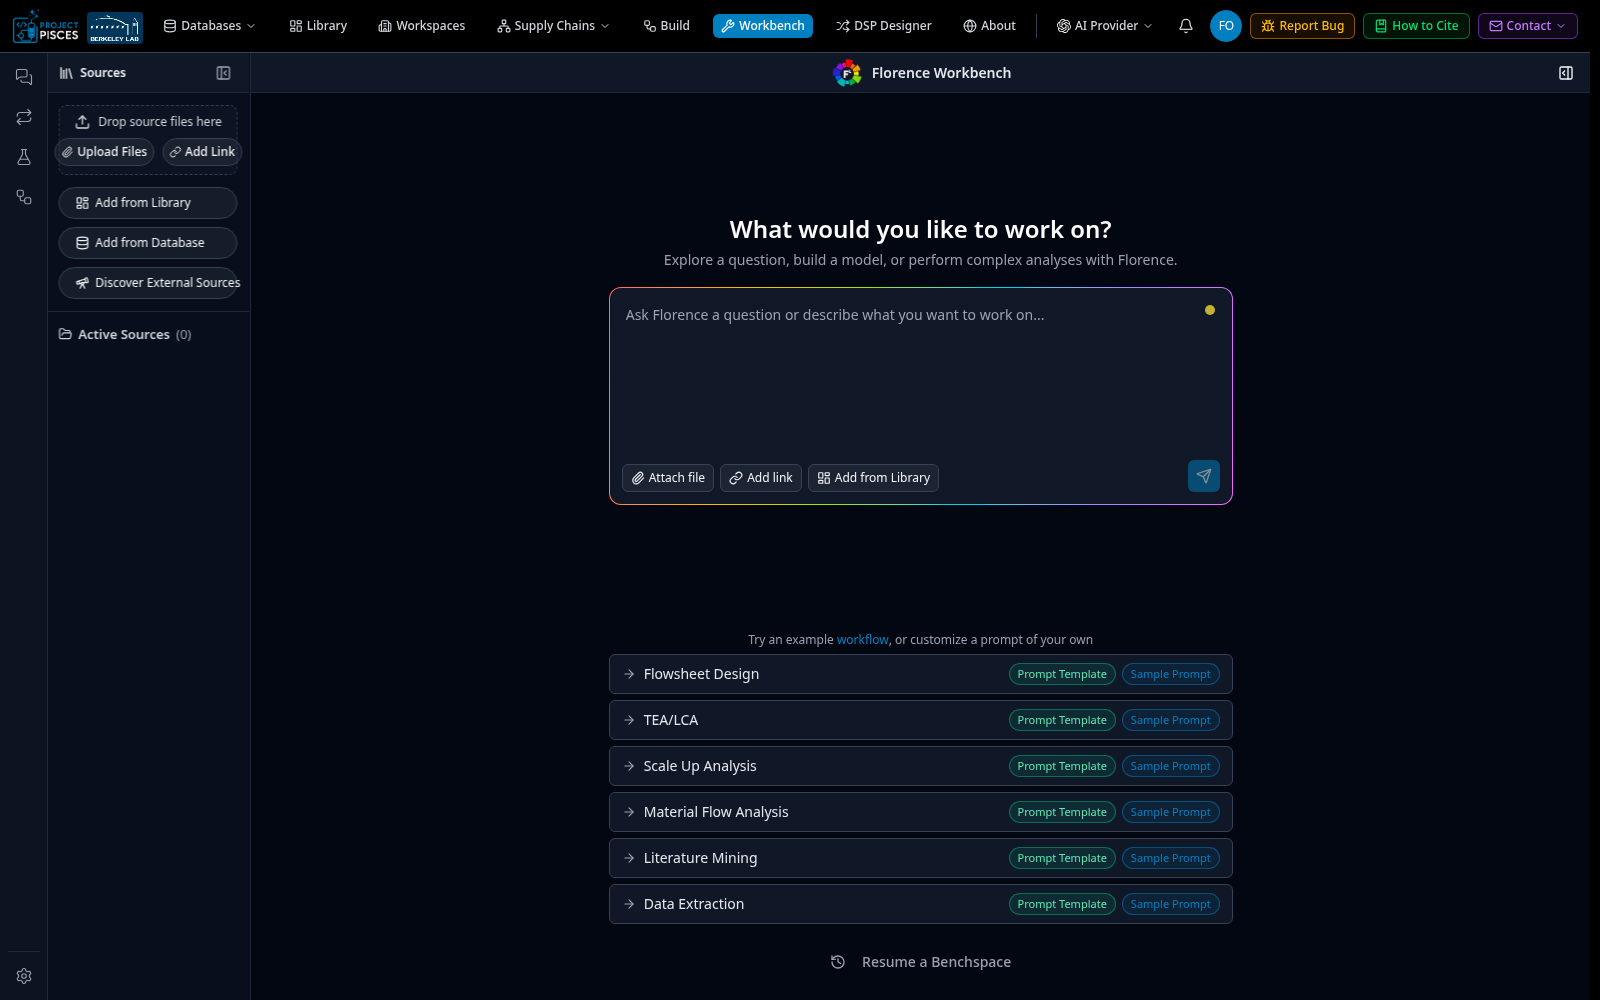 PROJECT
PISCES
BERKELEY LAB
Databases
Library
Workspaces
Supply Chains
Build
Workbench
DSP Designer
About
AI Provider
FO
Report Bug
How to Cite
Contact
Sources
Florence Workbench
Drop source files here
Upload Files
Add Link
Add from Library
Add from Database
Discover External Sources
Active Sources (0)
What would you like to work on?
Explore a question, build a model, or perform complex analyses with Florence.
Ask Florence a question or describe what you want to work on...
Attach file
Add link
Add from Library
Try an example workflow, or customize a prompt of your own
Flowsheet Design Prompt Template Sample Prompt
TEA/LCA Prompt Template Sample Prompt
Scale Up Analysis Prompt Template Sample Prompt
Material Flow Analysis Prompt Template Sample Prompt
Literature Mining Prompt Template Sample Prompt
Data Extraction Prompt Template Sample Prompt
Resume a Benchspace